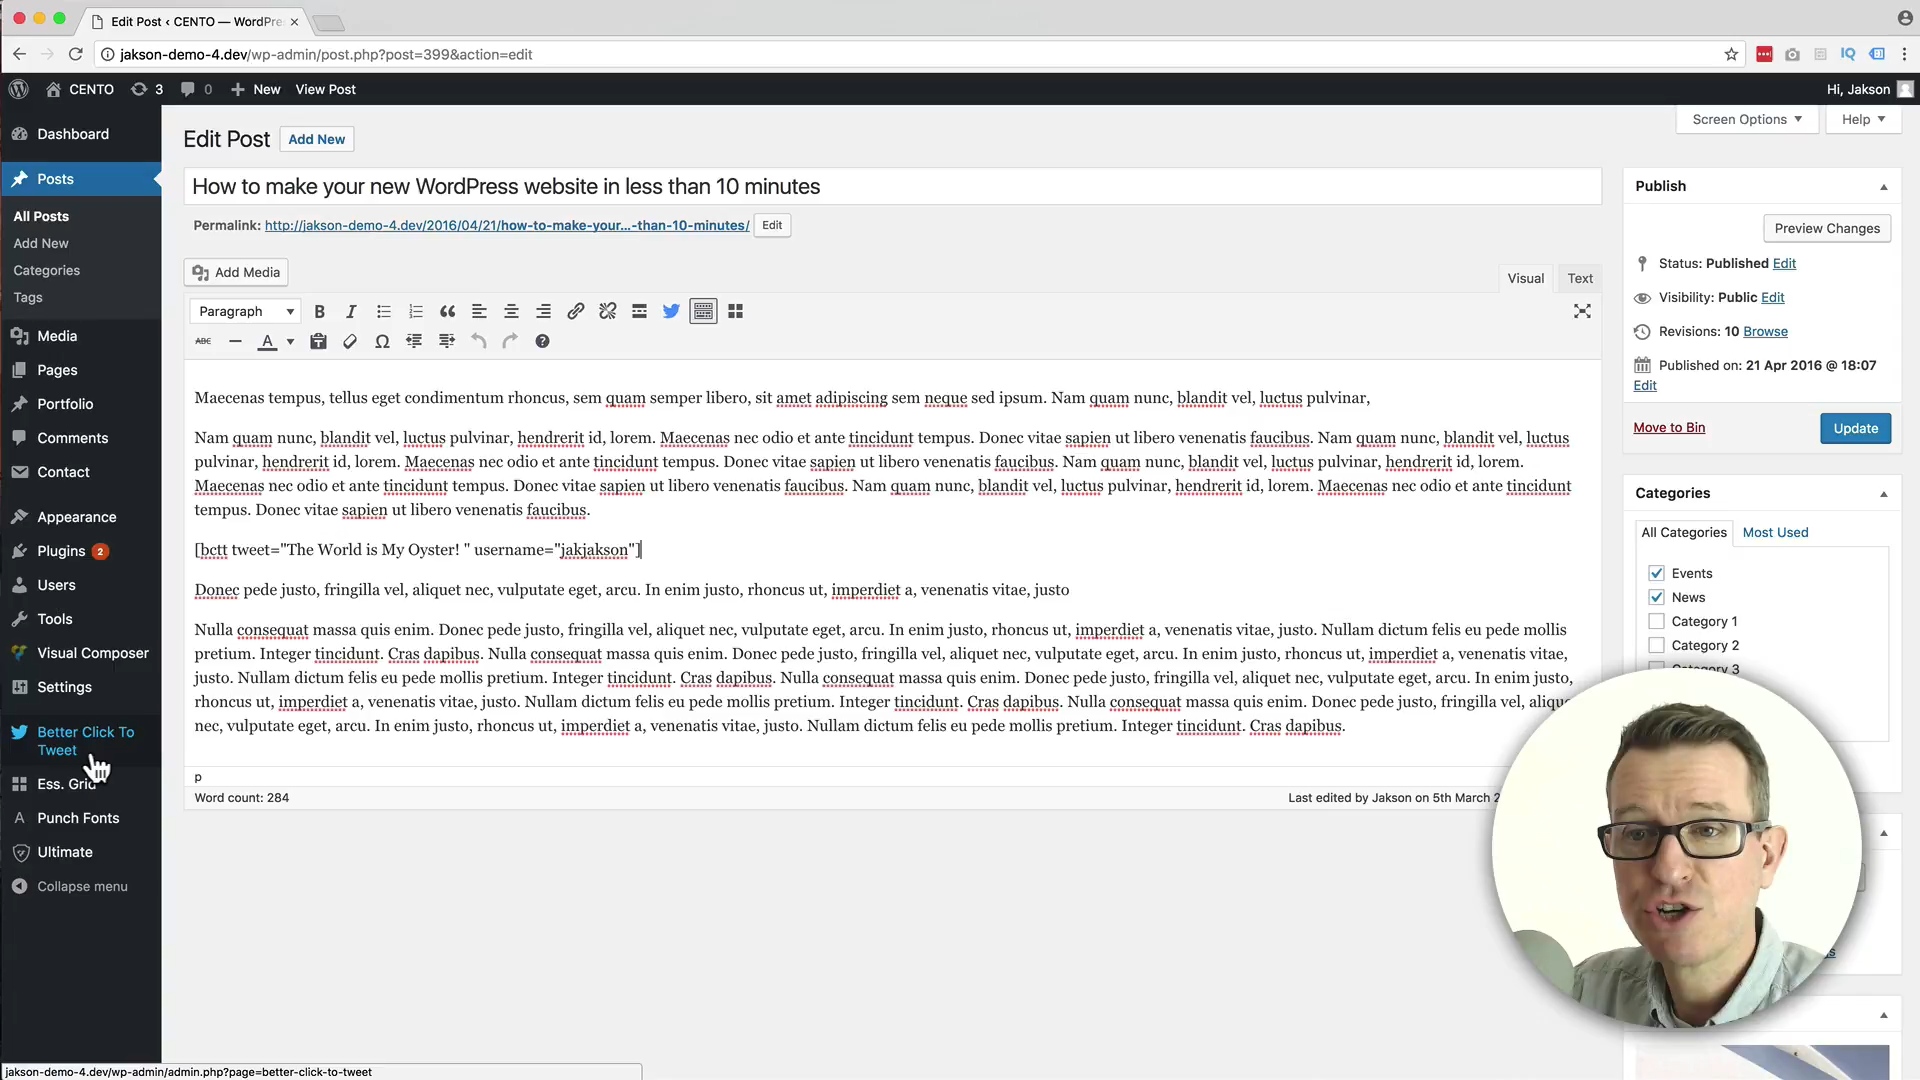 Edit Post ‹ CENTO — WordPre
jakson-demo-4.dev/wp-admin/post.php?post=399&action=edit
CENTO 3 0 New View Post
Hi, Jakson
Dashboard
Posts
All Posts
Add New
Categories
Tags
Media
Pages
Portfolio
Comments
Contact
Appearance
Plugins 2
Users
Tools
Visual Composer
Settings
Better Click To
Tweet
Ess. Grid
Punch Fonts
Ultimate
Collapse menu
Screen Options
Help
Edit Post Add New
How to make your new WordPress website in less than 10 minutes
Permalink: http://jakson-demo-4.dev/2016/04/21/how-to-make-your...-than-10-minutes/ Edit
Add Media
Visual Text
Paragraph
ABC
Maecenas tempus, tellus eget condimentum rhoncus, sem quam semper libero, sit amet adipiscing sem neque sed ipsum. Nam quam nunc, blandit vel, luctus pulvinar,
Nam quam nunc, blandit vel, luctus pulvinar, hendrerit id, lorem. Maecenas nec odio et ante tincidunt tempus. Donec vitae sapien ut libero venenatis faucibus. Nam quam nunc, blandit vel, luctus
pulvinar, hendrerit id, lorem. Maecenas nec odio et ante tincidunt tempus. Donec vitae sapien ut libero venenatis faucibus. Nam quam nunc, blandit vel, luctus pulvinar, hendrerit id, lorem.
Maecenas nec odio et ante tincidunt tempus. Donec vitae sapien ut libero venenatis faucibus. Nam quam nunc, blandit vel, luctus pulvinar, hendrerit id, lorem. Maecenas nec odio et ante tincidunt
tempus. Donec vitae sapien ut libero venenatis faucibus.
[bctt tweet="The World is My Oyster! " username="jakjakson"]
Donec pede justo, fringilla vel, aliquet nec, vulputate eget, arcu. In enim justo, rhoncus ut, imperdiet a, venenatis vitae, justo
Nulla consequat massa quis enim. Donec pede justo, fringilla vel, aliquet nec, vulputate eget, arcu. In enim justo, rhoncus ut, imperdiet a, venenatis vitae, justo. Nullam dictum felis eu pede mollis
pretium. Integer tincidunt. Cras dapibus. Nulla consequat massa quis enim. Donec pede justo, fringilla vel, aliquet nec, vulputate eget, arcu. In enim justo, rhoncus ut, imperdiet a, venenatis vitae,
justo. Nullam dictum felis eu pede mollis pretium. Integer tincidunt. Cras dapibus. Nulla consequat massa quis enim. Donec pede justo, fringilla vel, aliquet nec, vulputate eget, arcu. In enim justo,
rhoncus ut, imperdiet a, venenatis vitae, justo. Nullam dictum felis eu pede mollis pretium. Integer tincidunt. Cras dapibus. Nulla consequat massa quis enim. Donec pede justo, fringilla vel,
nec, vulputate eget, arcu. In enim justo, rhoncus ut, imperdiet a, venenatis vitae, justo. Nullam dictum felis eu pede mollis pretium. Integer tincidunt. Cras dapibus.
p
Word count: 284
Last edited by Jakson on 5th March
Publish
Preview Changes
Status: Published Edit
Visibility: Public Edit
Revisions: 10 Browse
Published on: 21 Apr 2016 @ 18:07
Edit
Move to Bin
Update
Categories
All Categories Most Used
Events
News
Category 1
Category 2
Category 3
jakson-demo-4.dev/wp-admin/admin.php?page=better-click-to-tweet